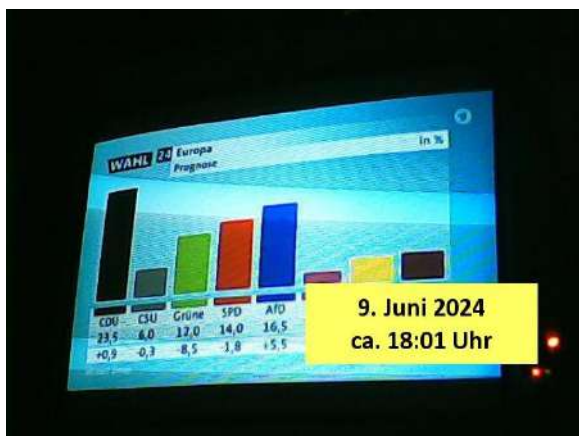 WAHL 24 Europa
Prognose
in %
CDU CSU Grüne SPD AfD
23,5 6,0 12,0 14,0 16,5
+0,9 -0,3 -8,5 -1,8 +5,5
9. Juni 2024
ca. 18:01 Uhr